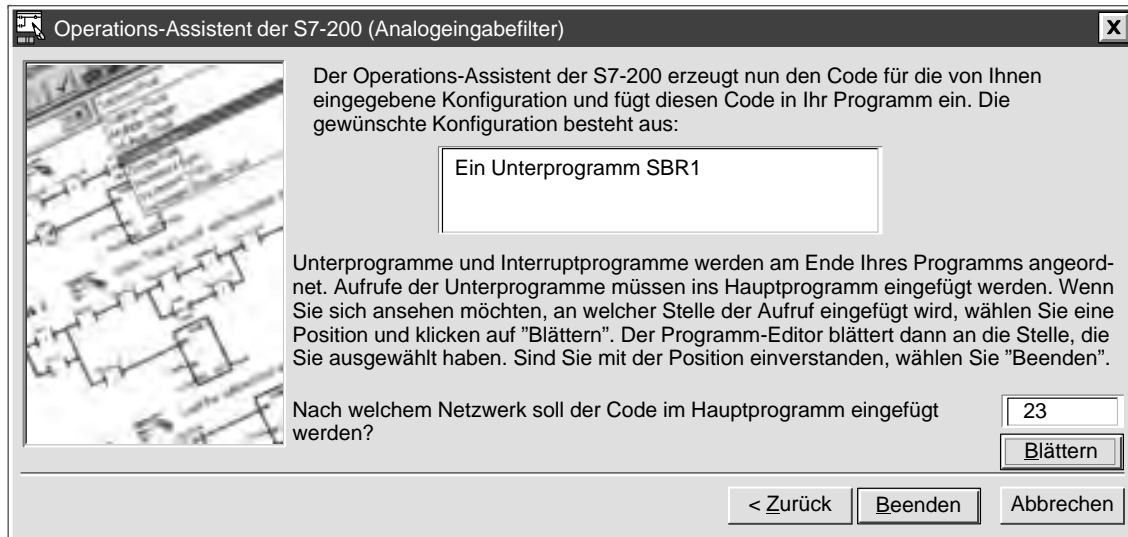 Operations-Assistent der S7-200 (Analogeingabefilter)
Der Operations-Assistent der S7-200 erzeugt nun den Code für die von Ihnen
eingegebene Konfiguration und fügt diesen Code in Ihr Programm ein. Die
gewünschte Konfiguration besteht aus:
Ein Unterprogramm SBR1
Unterprogramme und Interruptprogramme werden am Ende Ihres Programms angeord-
net. Aufrufe der Unterprogramme müssen ins Hauptprogramm eingefügt werden. Wenn
Sie sich ansehen möchten, an welcher Stelle der Aufruf eingefügt wird, wählen Sie eine
Position und klicken auf ”Blättern”. Der Programm-Editor blättert dann an die Stelle, die
Sie ausgewählt haben. Sind Sie mit der Position einverstanden, wählen Sie ”Beenden”.
Nach welchem Netzwerk soll der Code im Hauptprogramm eingefügt
werden?
23
Blättern
< Zurück
Beenden
Abbrechen